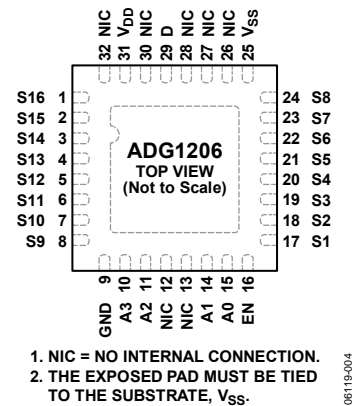 32 NIC
31 VDD
30 NIC
29 D
28 NIC
27 NIC
26 NIC
25 VSS
S16 1
S15 2
S14 3
S13 4
S12 5
S11 6
S10 7
S9 8
ADG1206
TOP VIEW
(Not to Scale)
24 S8
23 S7
22 S6
21 S5
20 S4
19 S3
18 S2
17 S1
GND 9
A3 10
A2 11
NIC 12
NIC 13
A1 14
A0 15
EN 16
1. NIC = NO INTERNAL CONNECTION.
2. THE EXPOSED PAD MUST BE TIED
TO THE SUBSTRATE, VSS.
06119-004